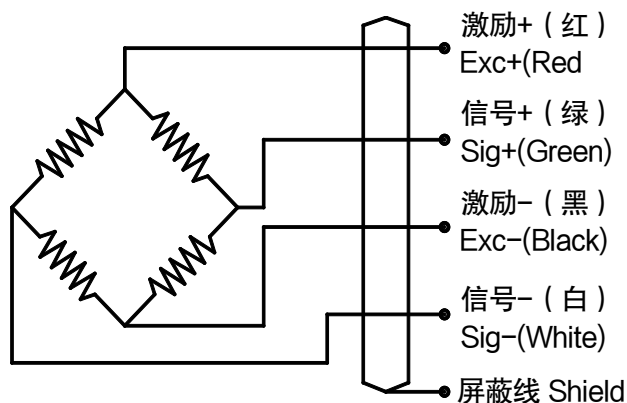 激励+（红）
Exc+(Red
信号+（绿）
Sig+(Green)
激励−（黑）
Exc−(Black)
信号−（白）
Sig−(White)
屏蔽线 Shield